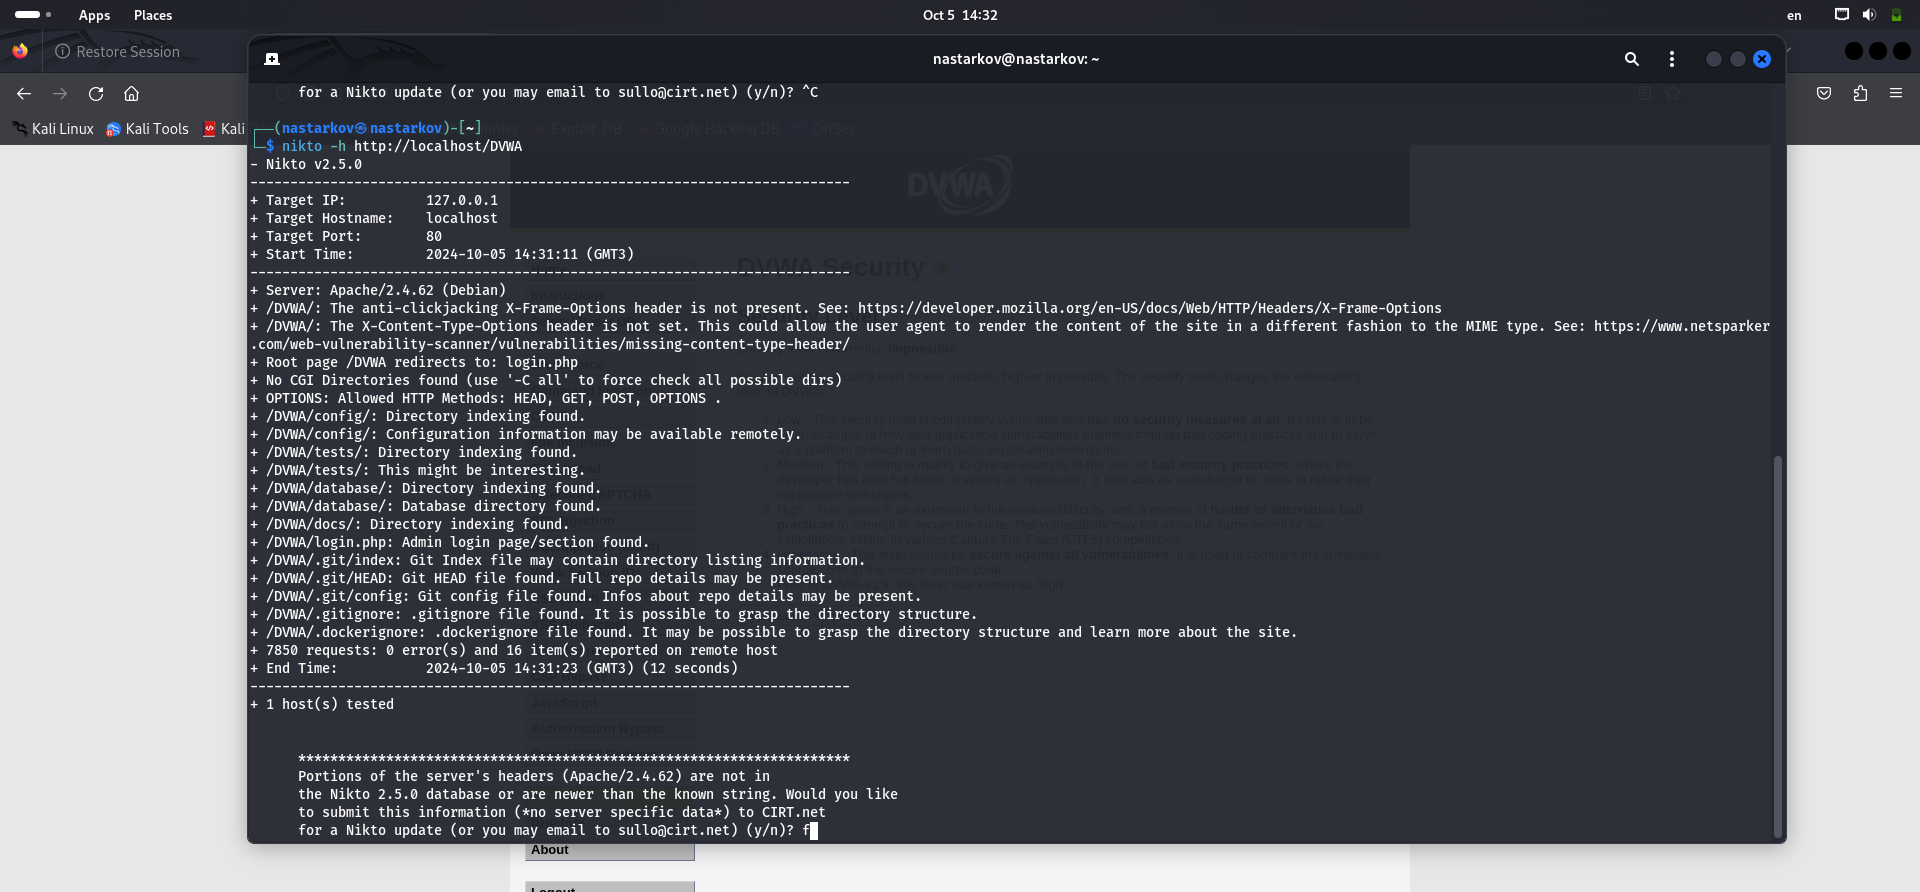 Apps Places Oct 5 14:32 en
Restore Session
nastarkov@nastarkov: ~
for a Nikto update (or you may email to sullo@cirt.net) (y/n)? ^C
Kali Linux Kali Tools Kali Exploit-DB Google Hacking DB OffSec
┌──(nastarkov㉿nastarkov)-[~]
└─$ nikto -h http://localhost/DVWA
- Nikto v2.5.0
---------------------------------------------------------------------------
+ Target IP: 127.0.0.1
+ Target Hostname: localhost
+ Target Port: 80
+ Start Time: 2024-10-05 14:31:11 (GMT3)
---------------------------------------------------------------------------
+ Server: Apache/2.4.62 (Debian)
+ /DVWA/: The anti-clickjacking X-Frame-Options header is not present. See: https://developer.mozilla.org/en-US/docs/Web/HTTP/Headers/X-Frame-Options
+ /DVWA/: The X-Content-Type-Options header is not set. This could allow the user agent to render the content of the site in a different fashion to the MIME type. See: https://www.netsparker
.com/web-vulnerability-scanner/vulnerabilities/missing-content-type-header/
+ Root page /DVWA redirects to: login.php
+ No CGI Directories found (use '-C all' to force check all possible dirs)
+ OPTIONS: Allowed HTTP Methods: HEAD, GET, POST, OPTIONS .
+ /DVWA/config/: Directory indexing found.
+ /DVWA/config/: Configuration information may be available remotely.
+ /DVWA/tests/: Directory indexing found.
+ /DVWA/tests/: This might be interesting.
+ /DVWA/database/: Directory indexing found.
+ /DVWA/database/: Database directory found.
+ /DVWA/docs/: Directory indexing found.
+ /DVWA/login.php: Admin login page/section found.
+ /DVWA/.git/index: Git Index file may contain directory listing information.
+ /DVWA/.git/HEAD: Git HEAD file found. Full repo details may be present.
+ /DVWA/.git/config: Git config file found. Infos about repo details may be present.
+ /DVWA/.gitignore: .gitignore file found. It is possible to grasp the directory structure.
+ /DVWA/.dockerignore: .dockerignore file found. It may be possible to grasp the directory structure and learn more about the site.
+ 7850 requests: 0 error(s) and 16 item(s) reported on remote host
+ End Time: 2024-10-05 14:31:23 (GMT3) (12 seconds)
---------------------------------------------------------------------------
+ 1 host(s) tested
*********************************************************************
Portions of the server's headers (Apache/2.4.62) are not in
the Nikto 2.5.0 database or are newer than the known string. Would you like
to submit this information (*no server specific data*) to CIRT.net
for a Nikto update (or you may email to sullo@cirt.net) (y/n)? f
DVWA
DVWA Security
JavaScript
Authorisation Bypass
About
Logout